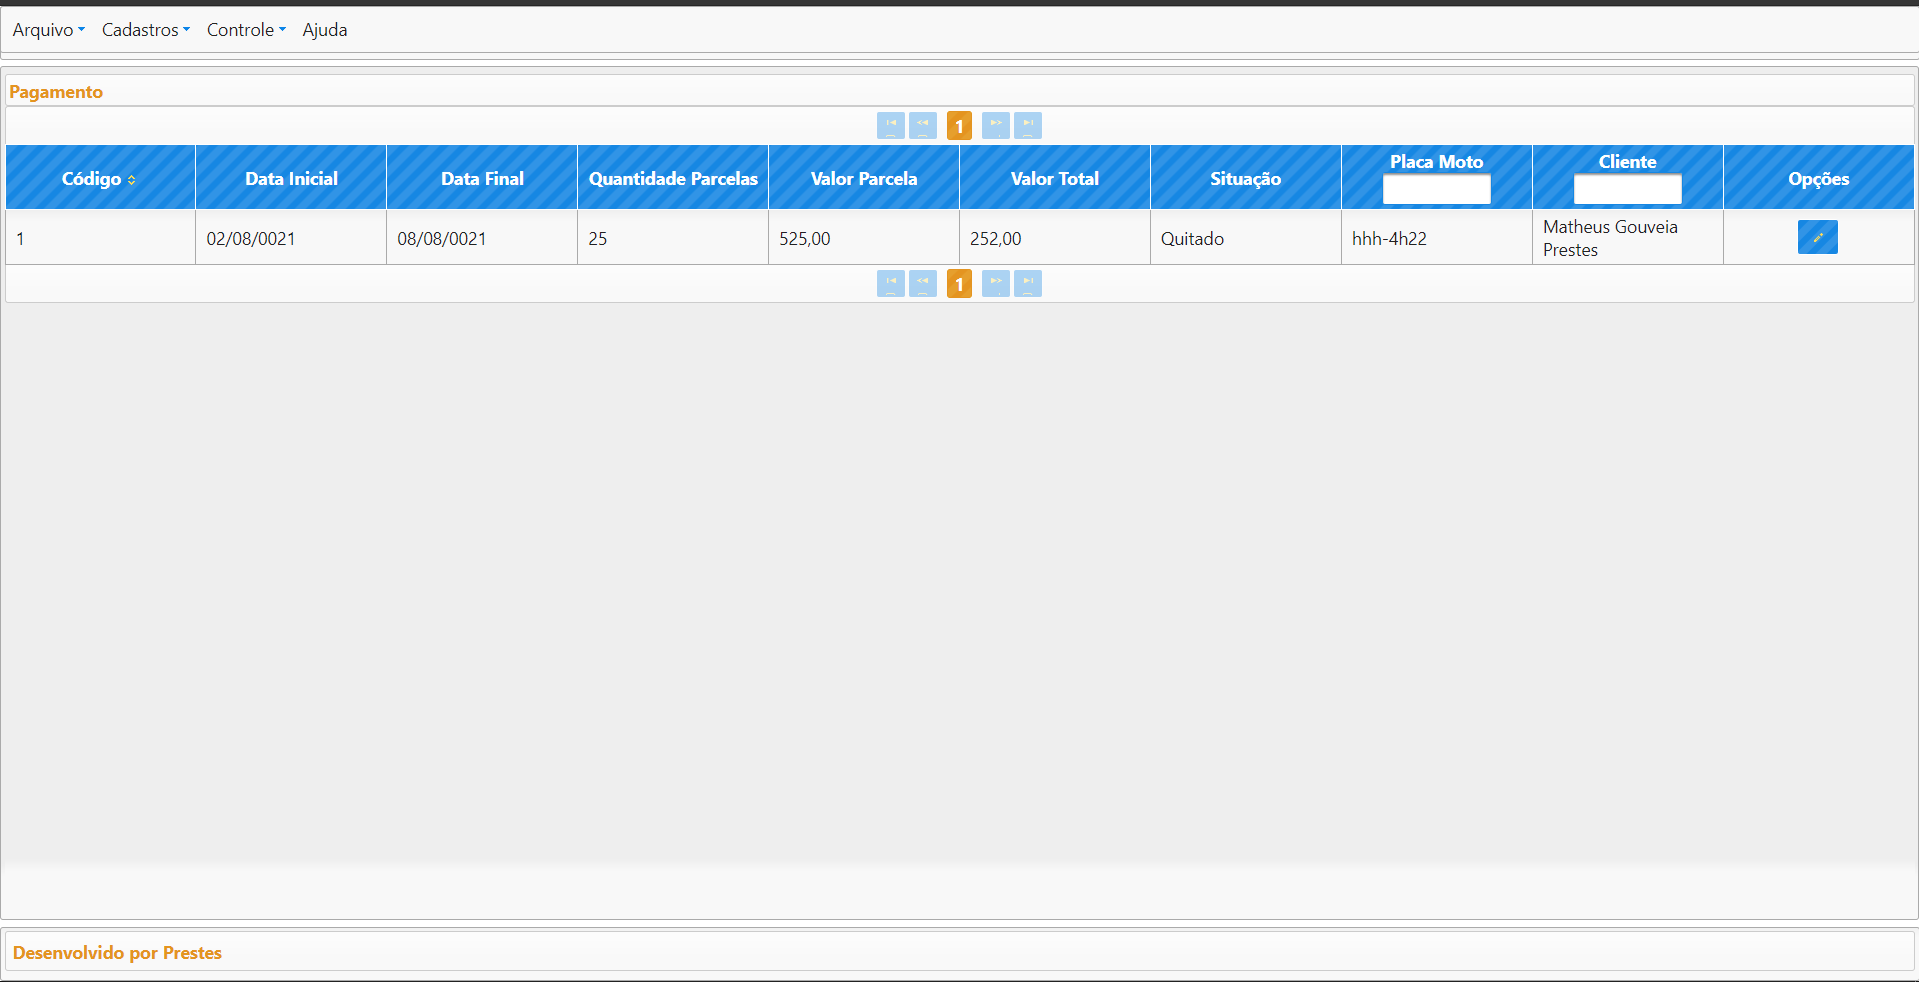 Arquivo Cadastros Controle Ajuda
Pagamento
1
Código Data Inicial Data Final Quantidade Parcelas Valor Parcela Valor Total Situação Placa Moto Cliente Opções
1 02/08/0021 08/08/0021 25 525,00 252,00 Quitado hhh-4h22 Matheus Gouveia
Prestes
1
Desenvolvido por Prestes